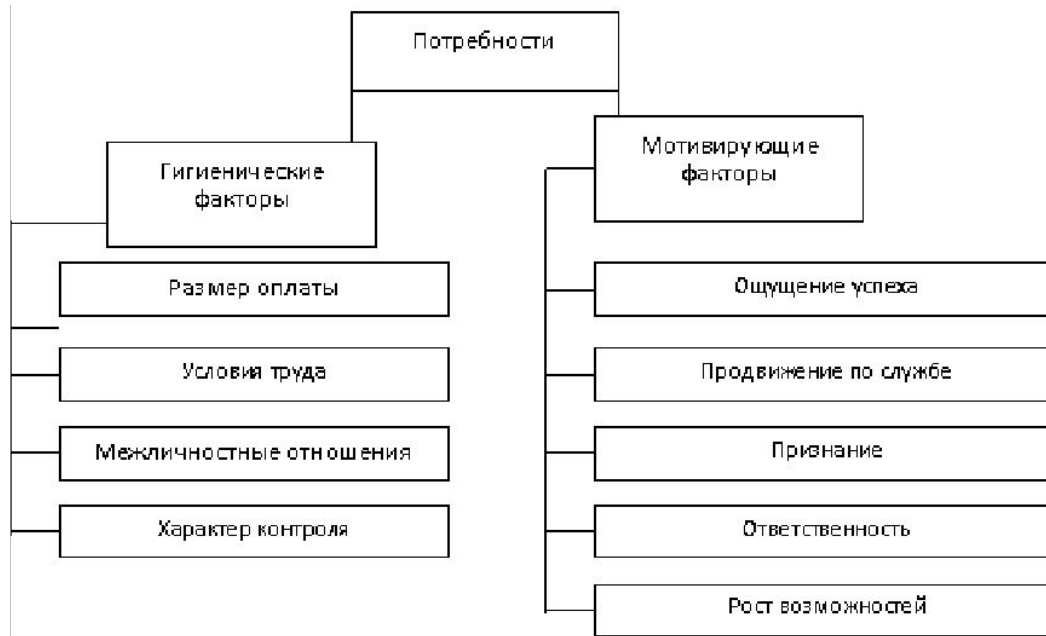 Потребности
Гигиенические
факторы
Размер оплаты
Условия труда
Межличностные отношения
Характер контроля
Мотивирующие
факторы
Ощущение успеха
Продвижение по службе
Признание
Ответственность
Рост возможностей